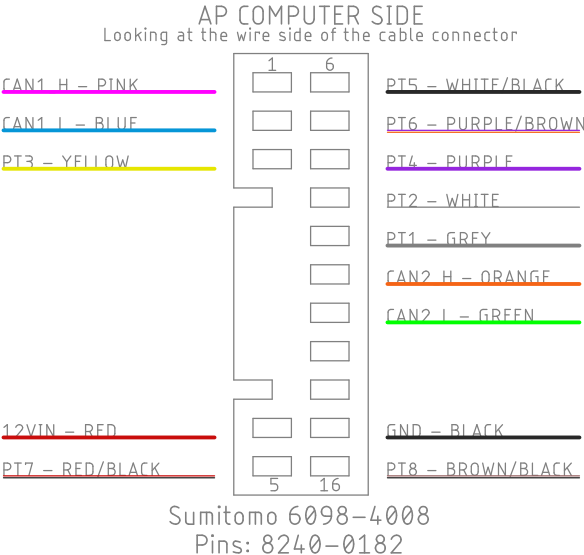 AP COMPUTER SIDE
Looking at the wire side of the cable connector
1 6
CAN1 H - PINK
PT5 - WHITE/BLACK
CAN1 L - BLUE
PT6 - PURPLE/BROWN
PT3 - YELLOW
PT4 - PURPLE
PT2 - WHITE
PT1 - GREY
CAN2 H - ORANGE
CAN2 L - GREEN
12VIN - RED
GND - BLACK
PT7 - RED/BLACK
PT8 - BROWN/BLACK
5 16
Sumitomo 6098-4008
Pins: 8240-0182